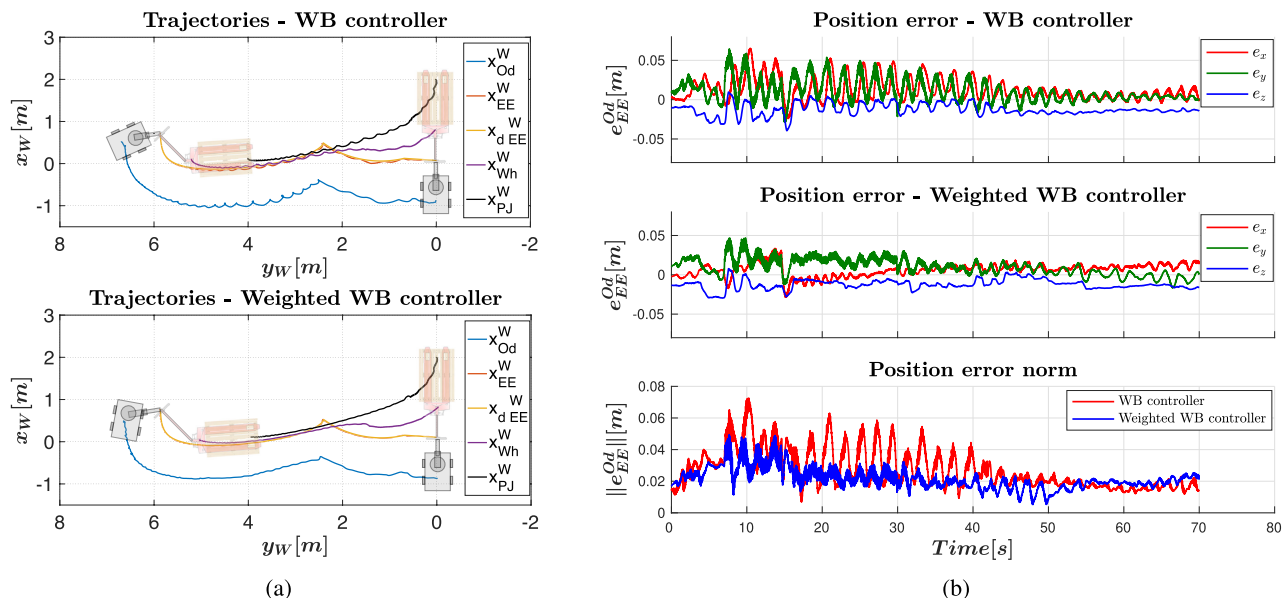 Trajectories - WB controller
x_W[m]
3
2
1
0
-1
8
6
4
2
0
-2
y_W[m]
x^W_Od
x^W_EE
x_d EE^W
x^W_Wh
x^W_PJ
Trajectories - Weighted WB controller
x_W[m]
3
2
1
0
-1
8
6
4
2
0
-2
y_W[m]
x^W_Od
x^W_EE
x_d EE^W
x^W_Wh
x^W_PJ
(a)
Position error - WB controller
e^Od_EE[m]
0.05
0
-0.05
e_x
e_y
e_z
Position error - Weighted WB controller
e^Od_EE[m]
0.05
0
-0.05
e_x
e_y
e_z
Position error norm
||e^Od_EE||[m]
0.08
0.06
0.04
0.02
0
WB controller
Weighted WB controller
0
10
20
30
40
50
60
70
80
Time[s]
(b)